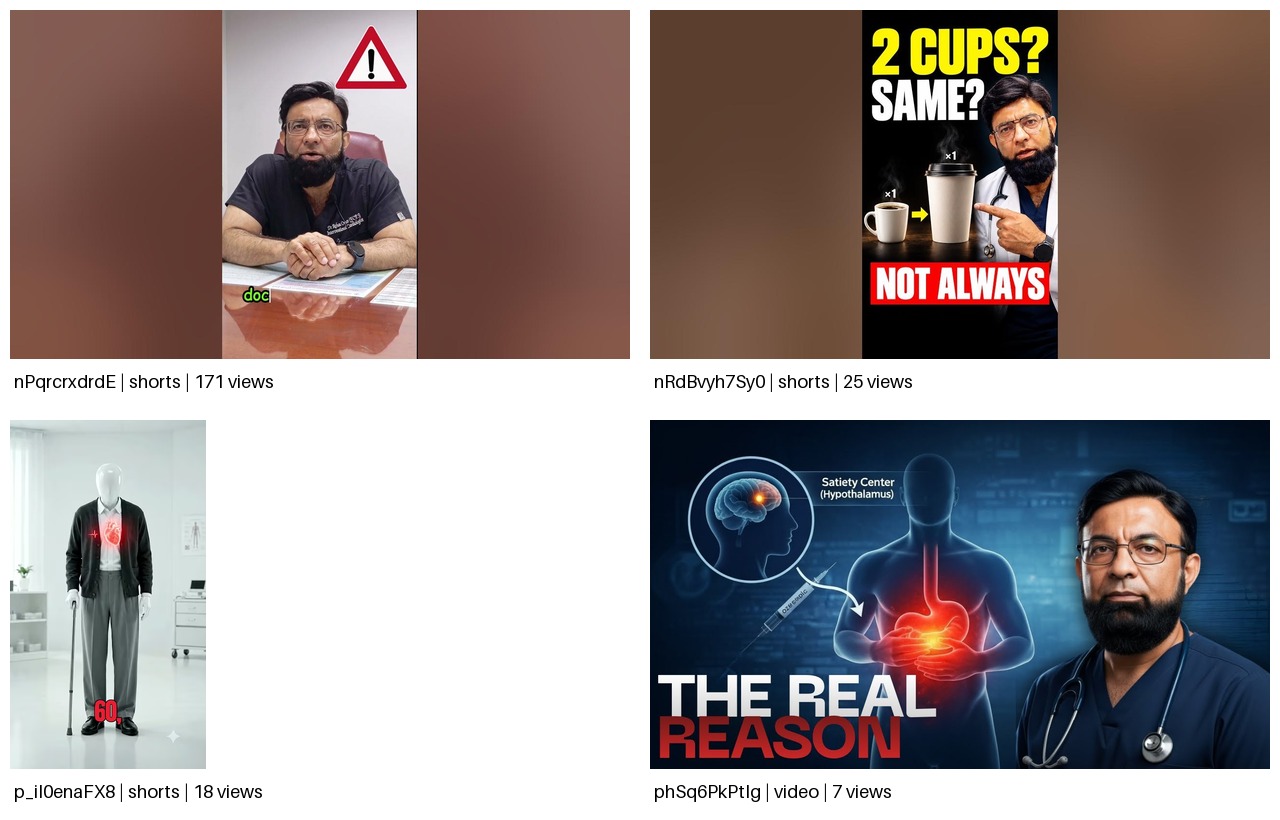 doc
nPqrcrxdrdE | shorts | 171 views
2 CUPS?
SAME?
×1
×1
NOT ALWAYS
nRdBvyh7Sy0 | shorts | 25 views
60,
p_iI0enaFX8 | shorts | 18 views
Satiety Center
(Hypothalamus)
THE REAL
REASON
phSq6PkPtIg | video | 7 views